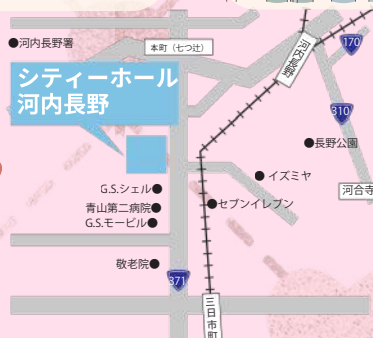 河内長野署
本町（七つ辻）
河内長野
170
シティーホール
河内長野
310
長野公園
イズミヤ
河合寺
G.S.シェル
青山第二病院
セブンイレブン
G.S.モービル
敬老院
371
三日市町